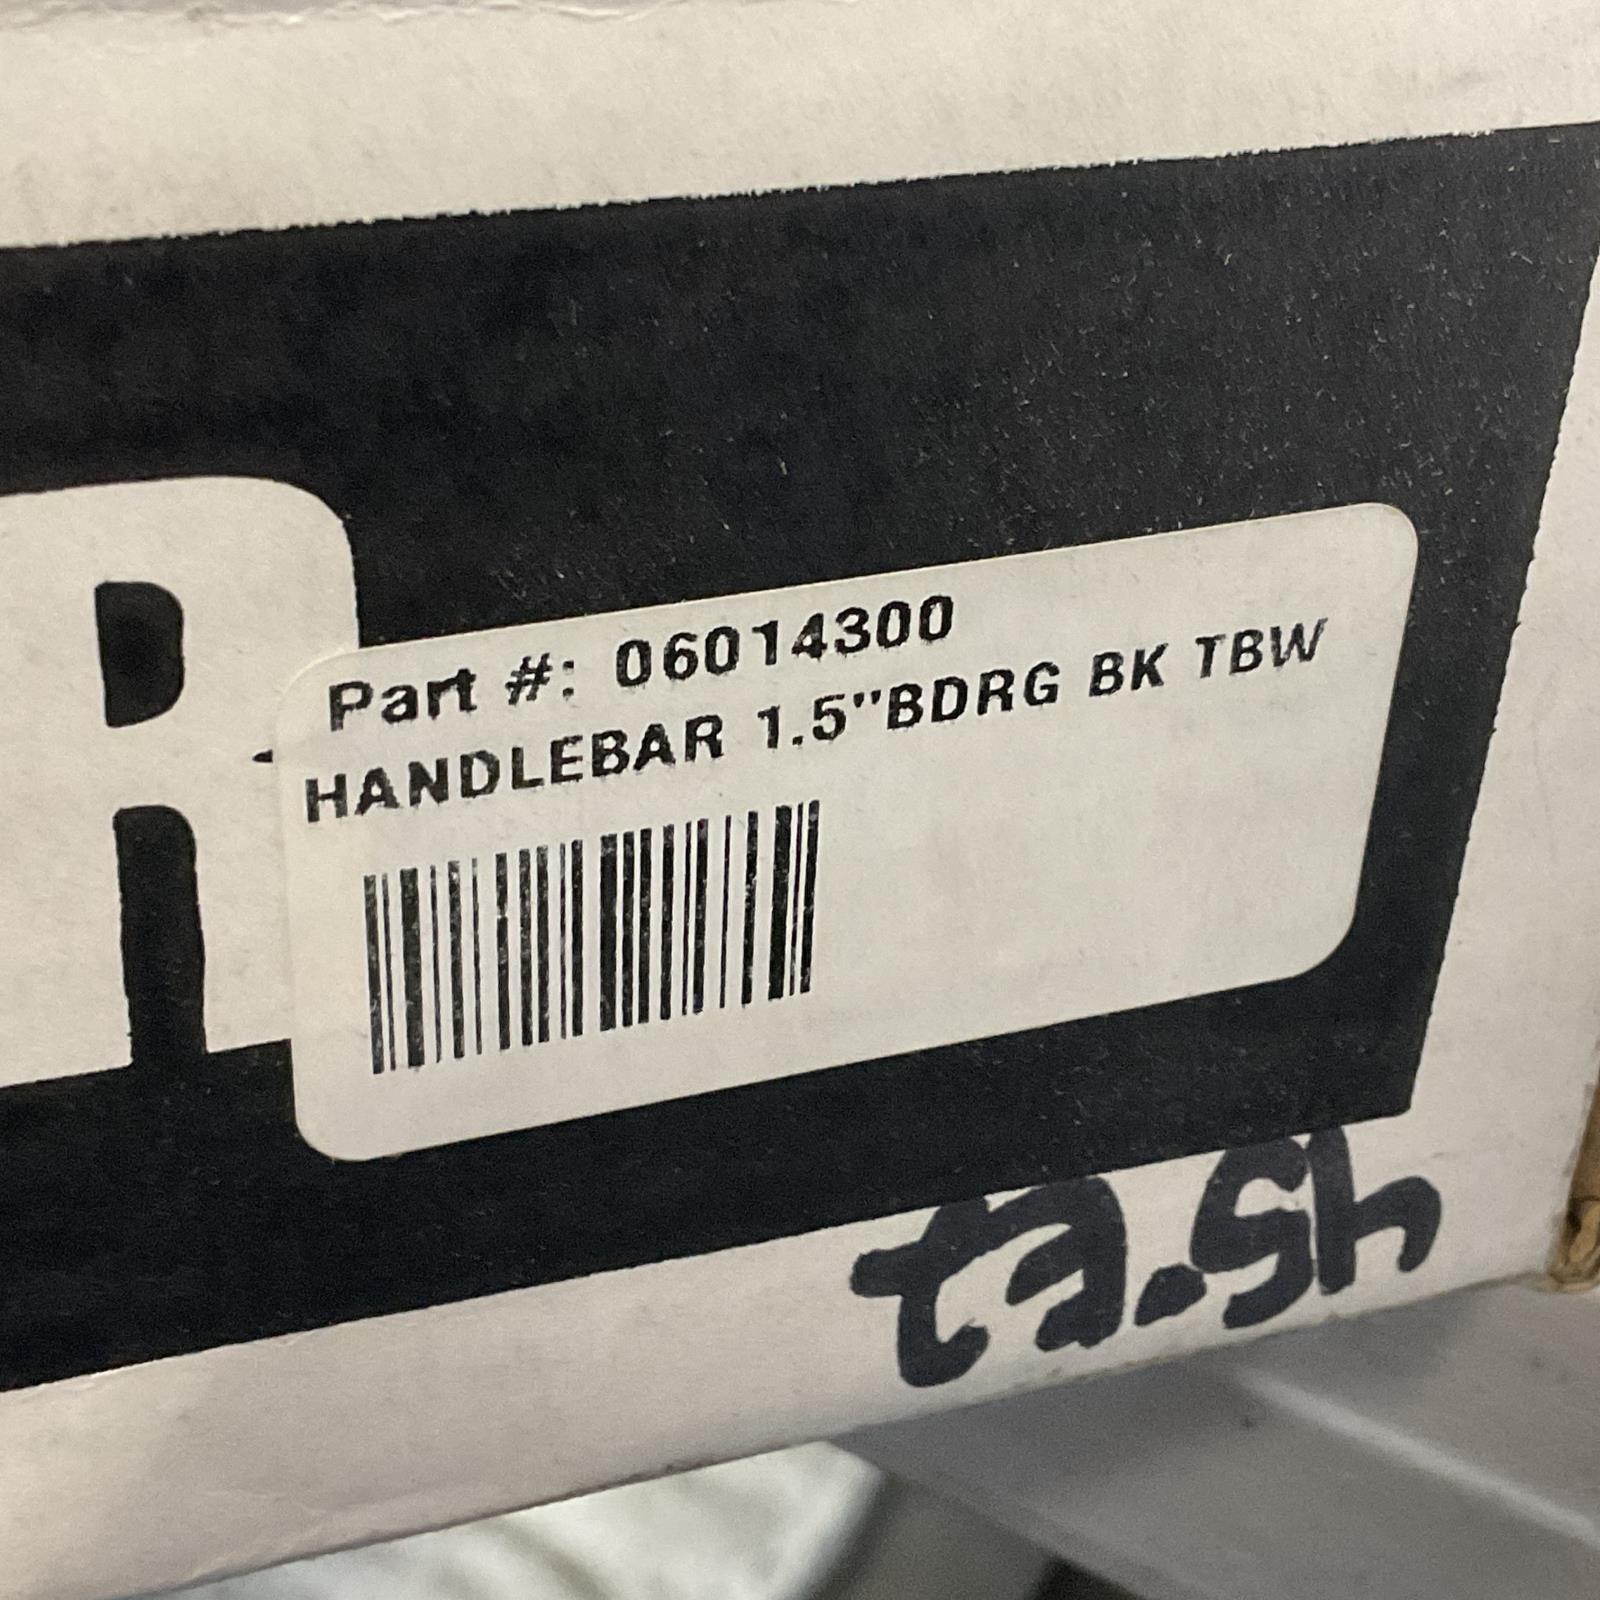 R
Part #: 06014300
HANDLEBAR 1.5"BDRG BK TBW
ta.sh